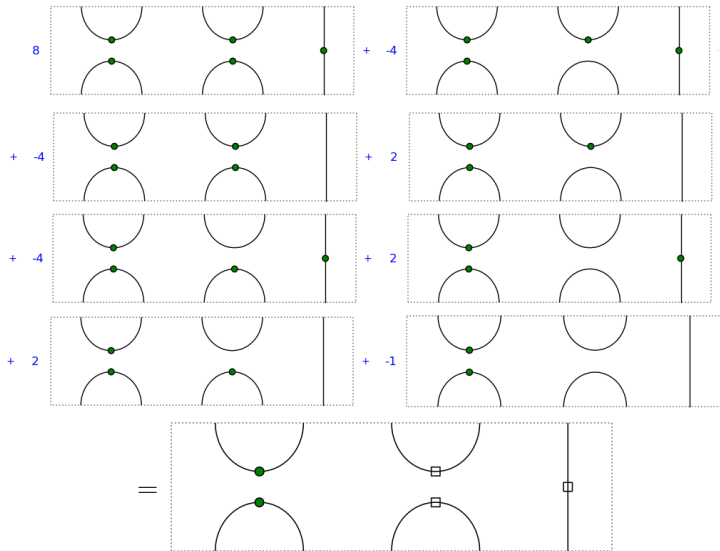 8 + -4
+ -4 + 2
+ -4 + 2
+ 2 + -1
=